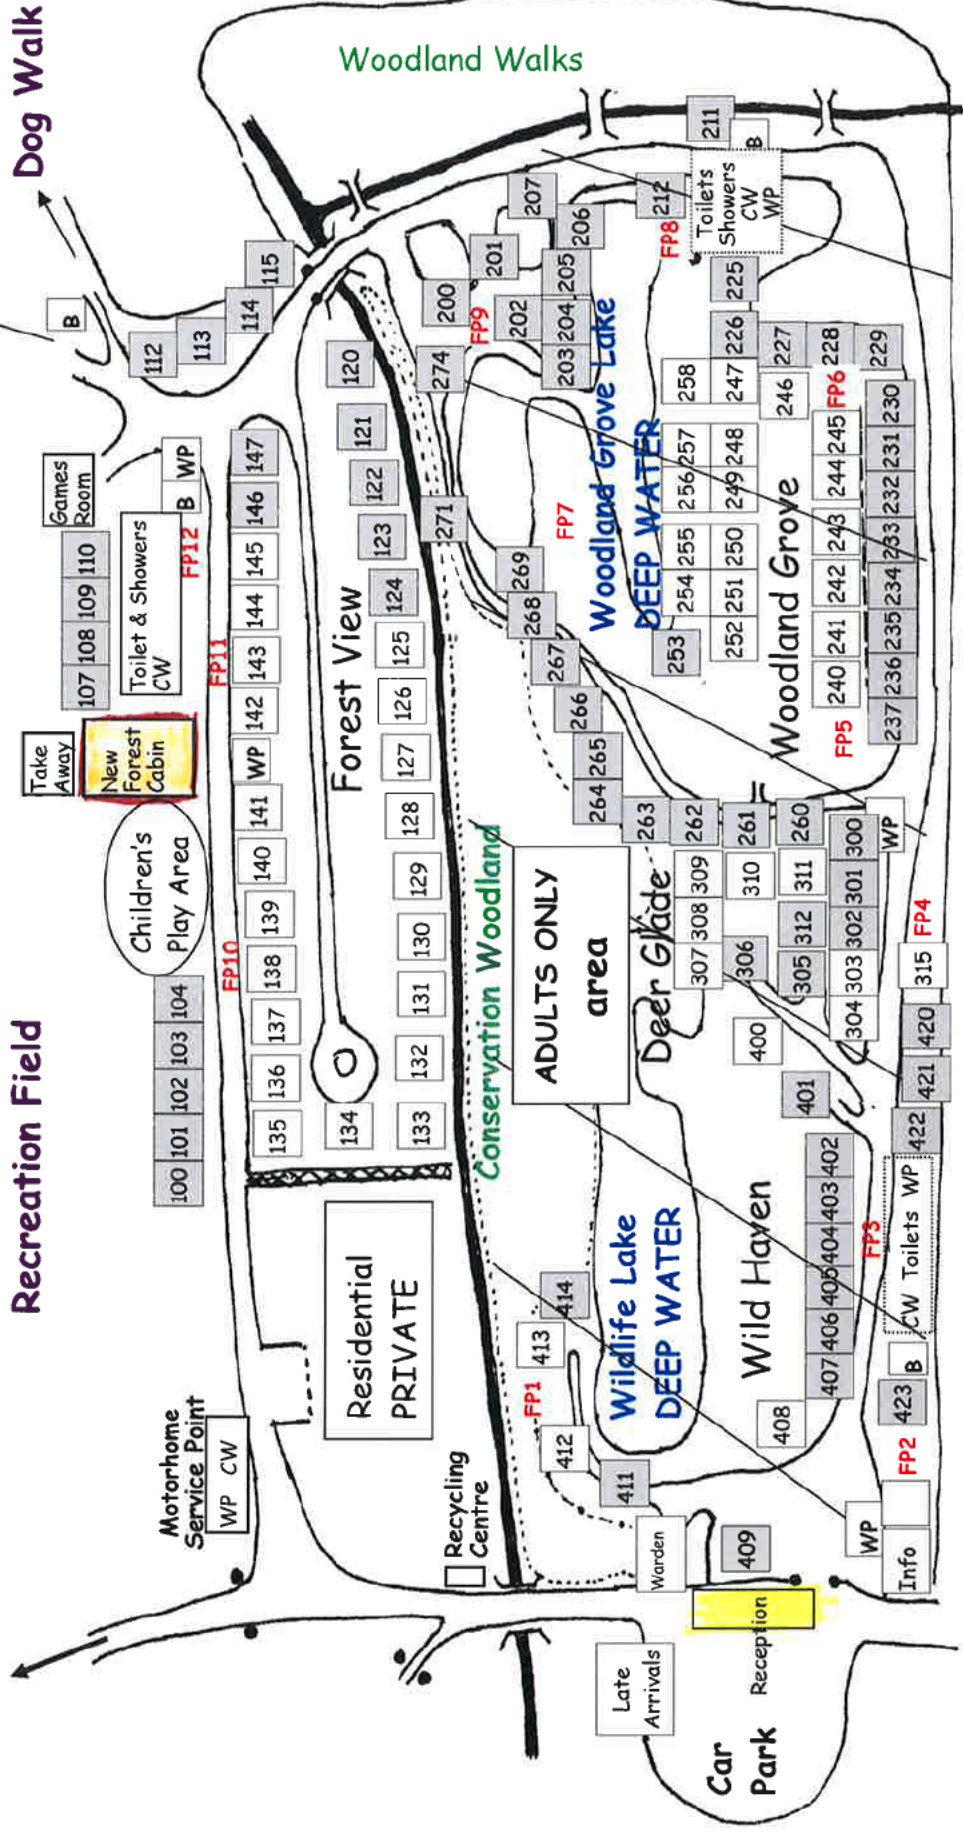 Dog Walk
Recreation Field
Woodland Walks
B
112
113
114
115
Games
Room
Take
Away
New
Forest
Cabin
Children's
Play Area
107 108 109 110
Toilet & Showers
CW
B WP
FP12
FP11
FP10
100 101 102 103 104
Motorhome
Service Point
WP CW
135 136 137 138 139 140 141 WP 142 143 144 145 146 147
134
Forest View
133 132 131 130 129 128 127 126 125 124 123 122 121 120
Residential
PRIVATE
Recycling
Centre
Conservation Woodland
ADULTS ONLY
area
271
274
200
201
FP9
202
207
206
205
204
203
FP7
269
268
267
266
265
264
263
262
261
260
Woodland Grove Lake
DEEP WATER
212
FP8
211
B
Toilets
Showers
CW
WP
225
226
227
228
229
FP6
253
254 255 256 257 258
252 251 250 249 248 247
246
Woodland Grove
FP5
240 241 242 243 244 245
237 236 235 234 233 232 231 230
Deer Glade
307 308 309
306
310
305 312 311
304 303 302 301 300
WP
FP4
315
400
401
420
421
422
FP1
414
413
412
411
Wildlife Lake
DEEP WATER
Wild Haven
408
407 406 405 404 403 402
FP3
CW Toilets WP
B
423
FP2
WP
Info
Warden
409
Reception
Late
Arrivals
Car
Park